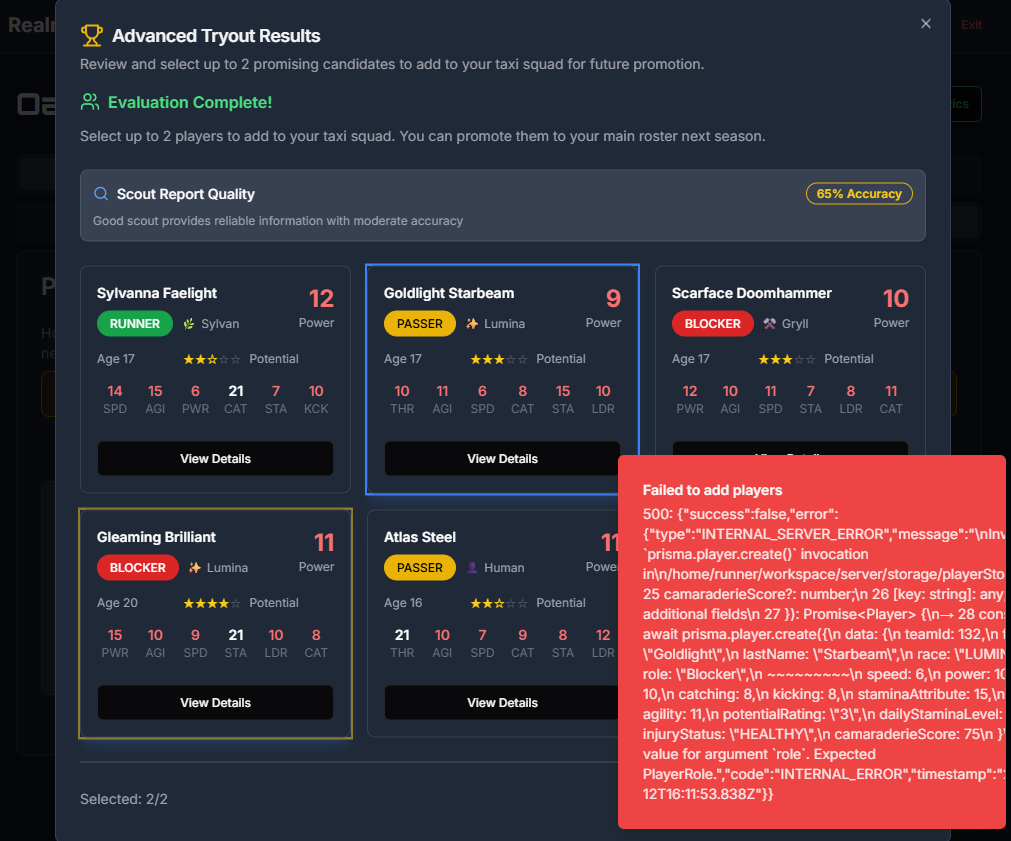 Exit
Advanced Tryout Results
Review and select up to 2 promising candidates to add to your taxi squad for future promotion.
Evaluation Complete!
Select up to 2 players to add to your taxi squad. You can promote them to your main roster next season.
Scout Report Quality
65% Accuracy
Good scout provides reliable information with moderate accuracy
Sylvanna Faelight
12
RUNNER
Sylvan
Power
Age 17
Potential
14 15 6 21 7 10
SPD AGI PWR CAT STA KCK
View Details
Goldlight Starbeam
9
PASSER
Lumina
Power
Age 17
Potential
10 11 6 8 15 10
THR AGI SPD CAT STA LDR
View Details
Scarface Doomhammer
10
BLOCKER
Gryll
Power
Age 17
Potential
12 10 11 7 8 11
PWR AGI SPD STA LDR CAT
Gleaming Brilliant
11
BLOCKER
Lumina
Power
Age 20
Potential
15 10 9 21 10 8
PWR AGI SPD STA LDR CAT
View Details
Atlas Steel
11
PASSER
Human
Age 16
Potential
21 10 7 9 8 12
THR AGI SPD CAT STA LDR
View Details
Selected: 2/2
Failed to add players
500: {"success":false,"error":
{"type":"INTERNAL_SERVER_ERROR","message":"\nInv
`prisma.player.create()` invocation
in\n/home/runner/workspace/server/storage/playerSto
25 camaraderieScore?: number;\n 26 [key: string]: any
additional fields\n 27 }): Promise<Player> {\n→ 28 cons
await prisma.player.create({\n data: {\n teamId: 132,\n f
\"Goldlight\",\n lastName: \"Starbeam\",\n race: \"LUMIN
role: \"Blocker\",\n ~~~~~~~~~\n speed: 6,\n power: 10
10,\n catching: 8,\n kicking: 8,\n staminaAttribute: 15,\n
agility: 11,\n potentialRating: \"3\",\n dailyStaminaLevel:
injuryStatus: \"HEALTHY\",\n camaraderieScore: 75\n }\
value for argument `role`. Expected
PlayerRole.","code":"INTERNAL_ERROR","timestamp":"
12T16:11:53.838Z"}}